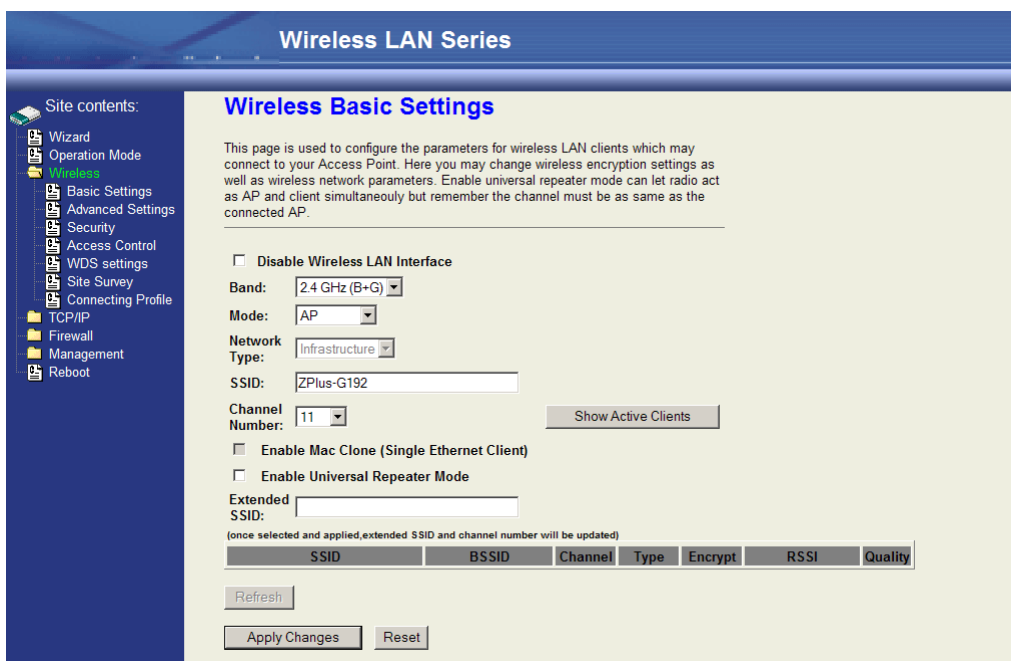 Wireless LAN Series
Site contents:
Wizard
Operation Mode
Wireless
Basic Settings
Advanced Settings
Security
Access Control
WDS settings
Site Survey
Connecting Profile
TCP/IP
Firewall
Management
Reboot
Wireless Basic Settings
This page is used to configure the parameters for wireless LAN clients which may
connect to your Access Point. Here you may change wireless encryption settings as
well as wireless network parameters. Enable universal repeater mode can let radio act
as AP and client simultaneouly but remember the channel must be as same as the
connected AP.
Disable Wireless LAN Interface
Band: 2.4 GHz (B+G)
Mode: AP
Network
Type: Infrastructure
SSID: ZPlus-G192
Channel
Number: 11 Show Active Clients
Enable Mac Clone (Single Ethernet Client)
Enable Universal Repeater Mode
Extended
SSID:
(once selected and applied,extended SSID and channel number will be updated)
SSID BSSID Channel Type Encrypt RSSI Quality
Refresh
Apply Changes Reset